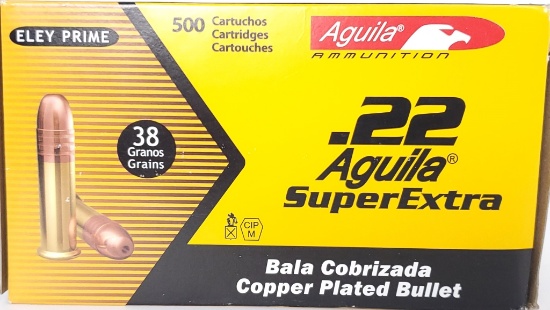 ELEY PRIME
500 Cartuchos
Cartridges
Cartouches
Aguila®
AMMUNITION
38
Granos
Grains
.22
Aguila®
SuperExtra
CIP
M
Bala Cobrizada
Copper Plated Bullet